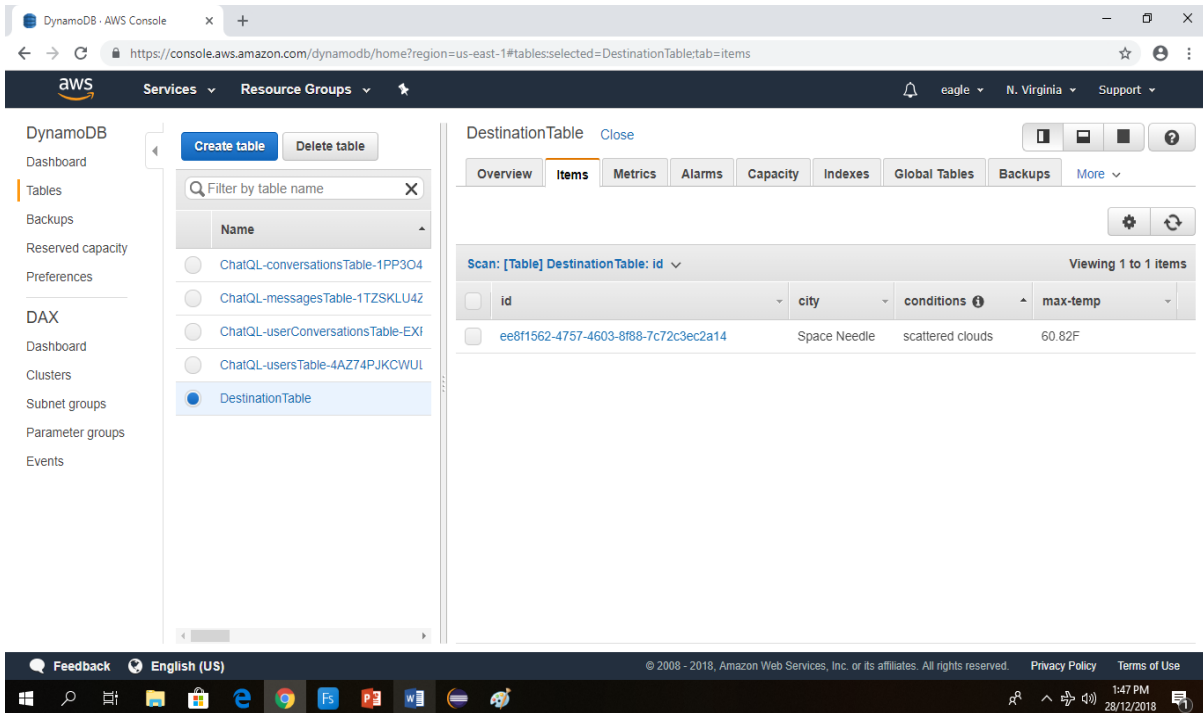 DynamoDB · AWS Console
https://console.aws.amazon.com/dynamodb/home?region=us-east-1#tables:selected=DestinationTable;tab=items
aws Services Resource Groups eagle N. Virginia Support
DynamoDB
Dashboard
Tables
Backups
Reserved capacity
Preferences
DAX
Dashboard
Clusters
Subnet groups
Parameter groups
Events
Create table Delete table
Filter by table name
Name
ChatQL-conversationsTable-1PP3O4
ChatQL-messagesTable-1TZSKLU4Z
ChatQL-userConversationsTable-EXF
ChatQL-usersTable-4AZ74PJKCWUL
DestinationTable
DestinationTable Close
Overview Items Metrics Alarms Capacity Indexes Global Tables Backups More
Scan: [Table] DestinationTable: id Viewing 1 to 1 items
id city conditions max-temp
ee8f1562-4757-4603-8f88-7c72c3ec2a14 Space Needle scattered clouds 60.82F
Feedback English (US) © 2008 - 2018, Amazon Web Services, Inc. or its affiliates. All rights reserved. Privacy Policy Terms of Use
1:47 PM
28/12/2018